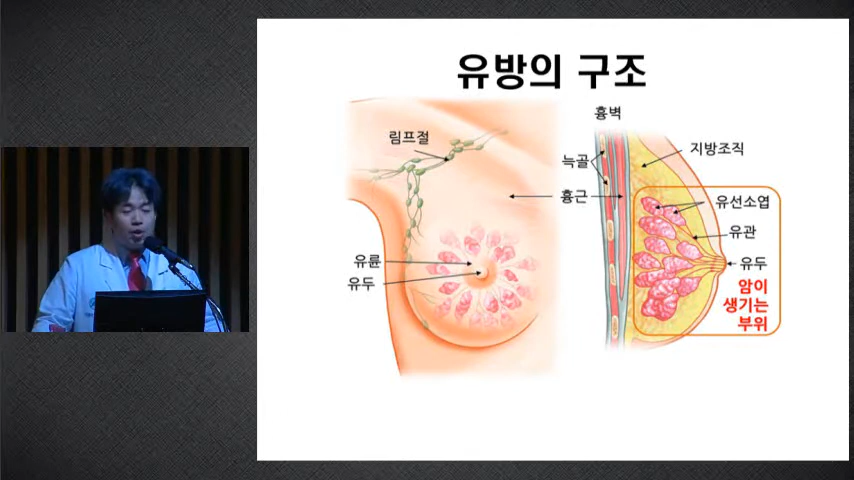 유방의 구조
흉벽
림프절
지방조직
늑골
흉근
유선소엽
유관
유륜
유두
유두
암이
생기는
부위